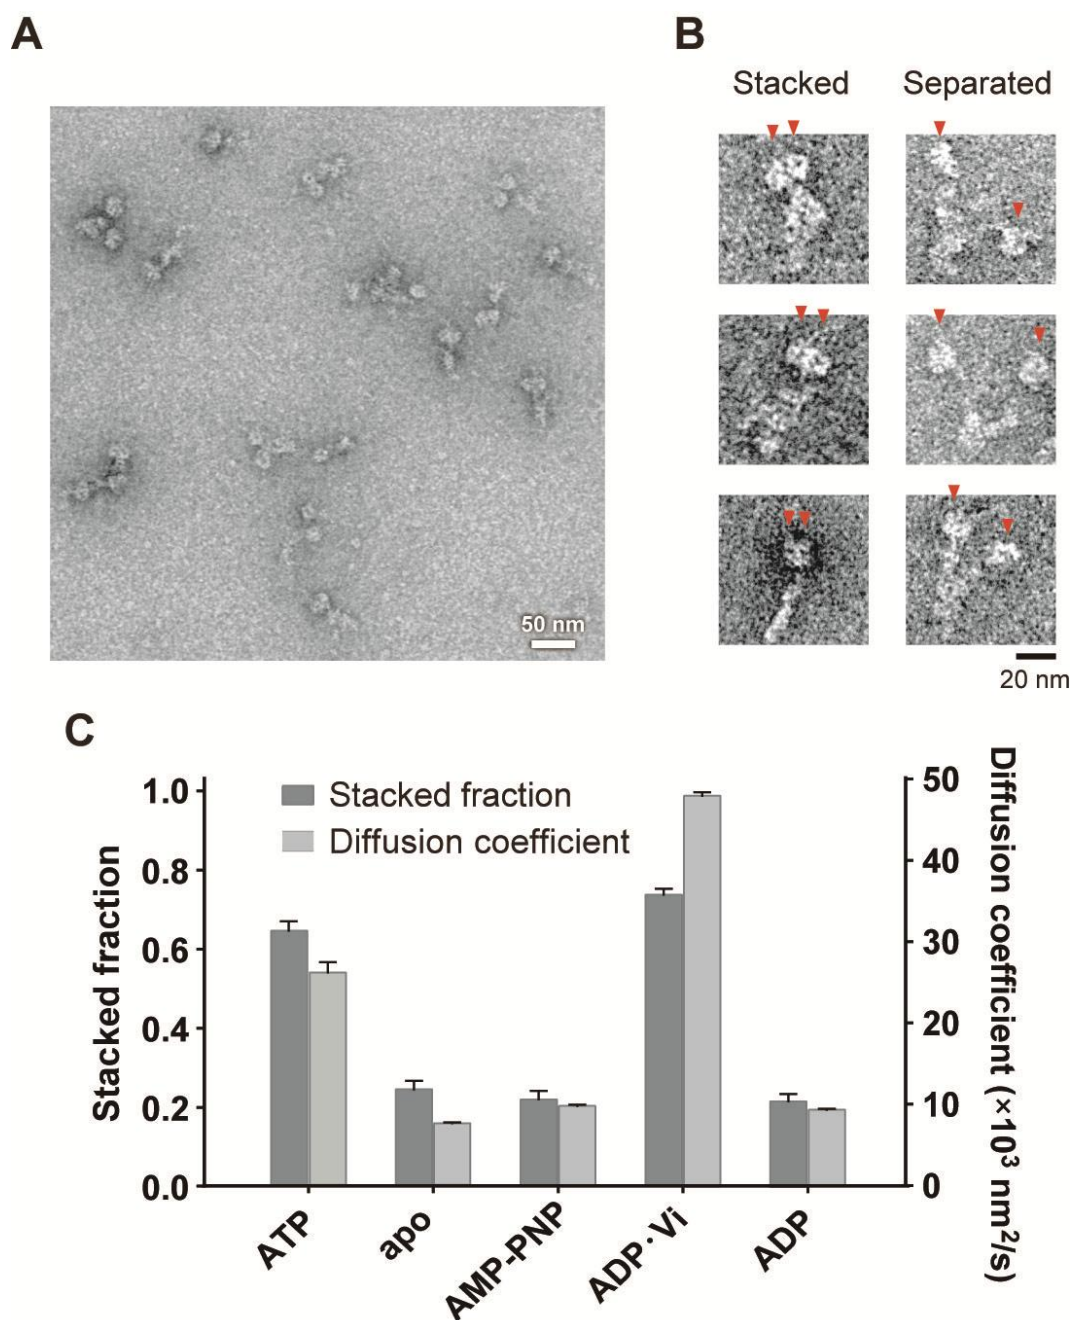 A
B
Stacked
Separated
50 nm
20 nm
C
Stacked fraction
Diffusion coefficient
Stacked fraction
1.0
0.8
0.6
0.4
0.2
0.0
50
40
30
20
10
0
Diffusion coefficient (×10³ nm²/s)
ATP
apo
AMP-PNP
ADP·Vi
ADP